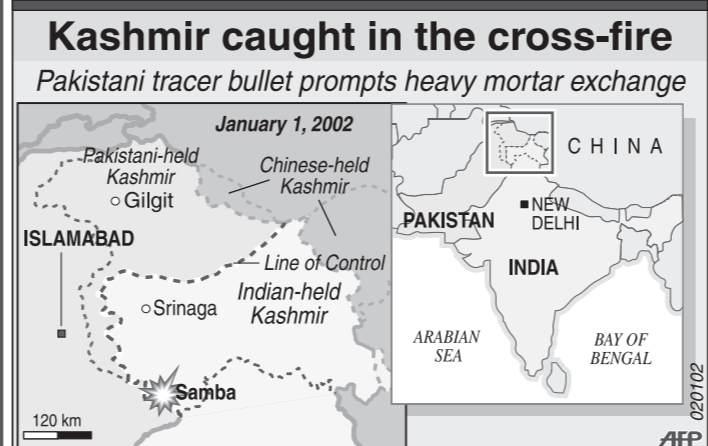 Kashmir caught in the cross-fire
Pakistani tracer bullet prompts heavy mortar exchange
January 1, 2002
Pakistani-held
Kashmir
Gilgit
Chinese-held
Kashmir
ISLAMABAD
Line of Control
Indian-held
Kashmir
Srinaga
Samba
120 km
CHINA
NEW
DELHI
PAKISTAN
INDIA
ARABIAN
SEA
BAY OF
BENGAL
020102
AFP